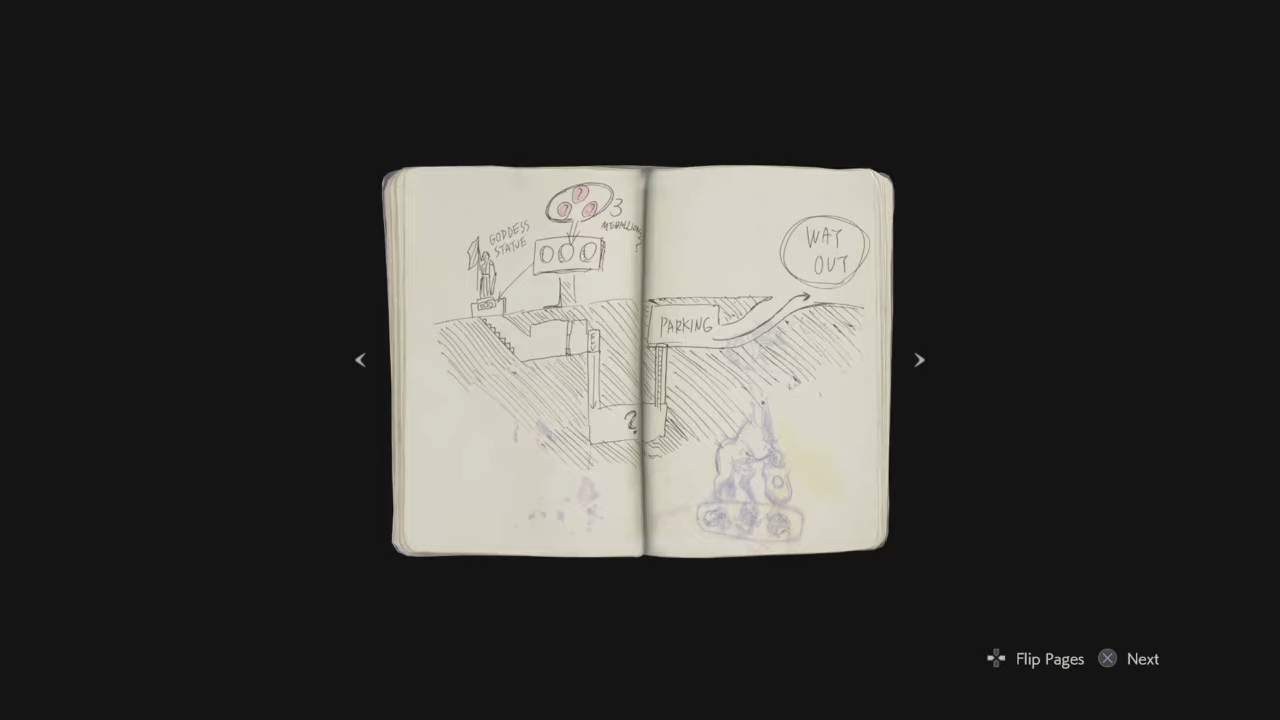 3
MEDALLIONS
?
GODDESS
STATUE
? ? ?
WAY
OUT
PARKING
?
Flip Pages
Next